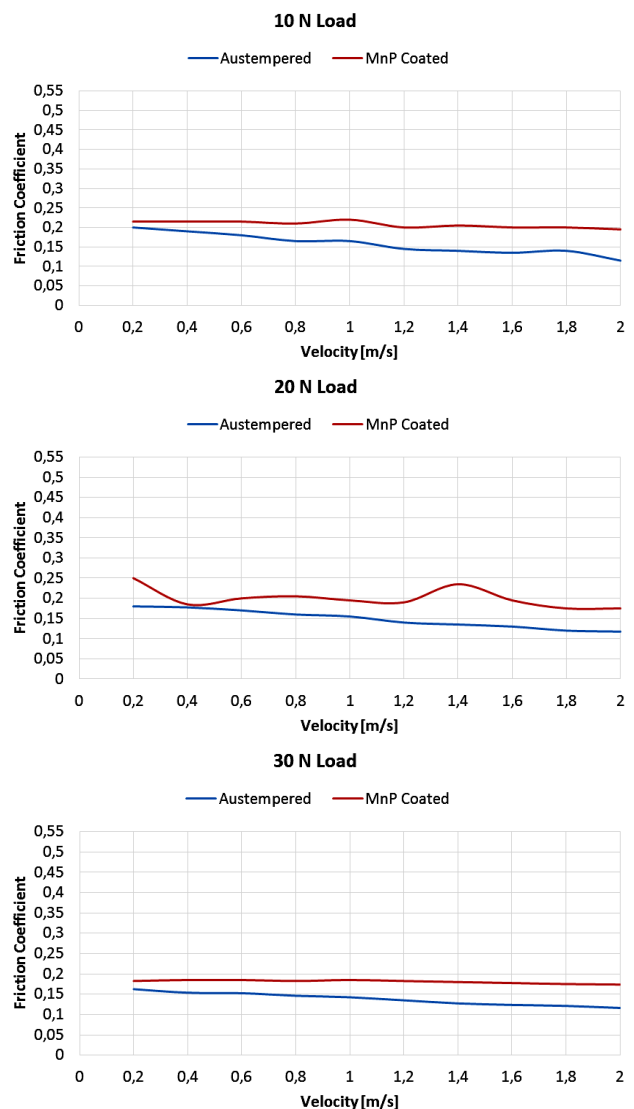 10 N Load
Austempered MnP Coated
0,55
0,5
0,45
0,4
0,35
0,3
0,25
0,2
0,15
0,1
0,05
0
Friction Coefficient
0 0,2 0,4 0,6 0,8 1 1,2 1,4 1,6 1,8 2
Velocity [m/s]
20 N Load
Austempered MnP Coated
0,55
0,5
0,45
0,4
0,35
0,3
0,25
0,2
0,15
0,1
0,05
0
Friction Coefficient
0 0,2 0,4 0,6 0,8 1 1,2 1,4 1,6 1,8 2
Velocity [m/s]
30 N Load
Austempered MnP Coated
0,55
0,5
0,45
0,4
0,35
0,3
0,25
0,2
0,15
0,1
0,05
0
Friction Coefficient
0 0,2 0,4 0,6 0,8 1 1,2 1,4 1,6 1,8 2
Velocity [m/s]